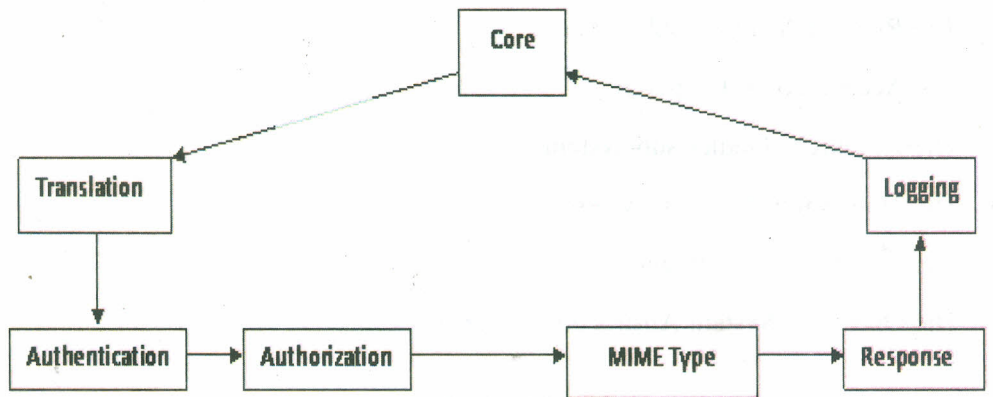 Core
Translation
Logging
Authentication
Authorization
MIME Type
Response